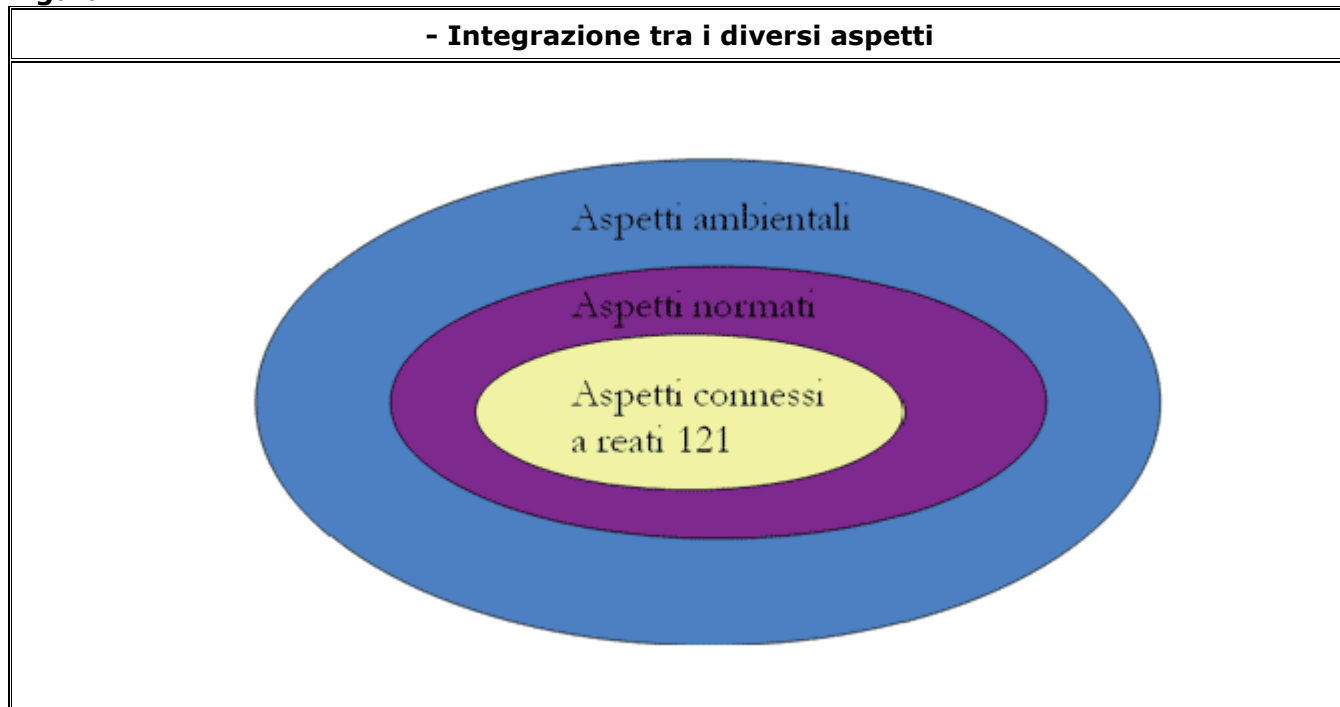 - Integrazione tra i diversi aspetti
Aspetti ambientali
Aspetti normati
Aspetti connessi
a reati 121